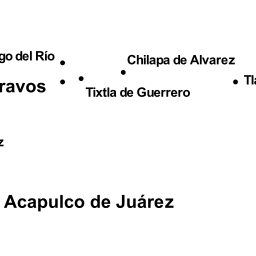 go del Río
Chilapa de Alvarez
Tla
ravos
Tixtla de Guerrero
z
Acapulco de Juárez